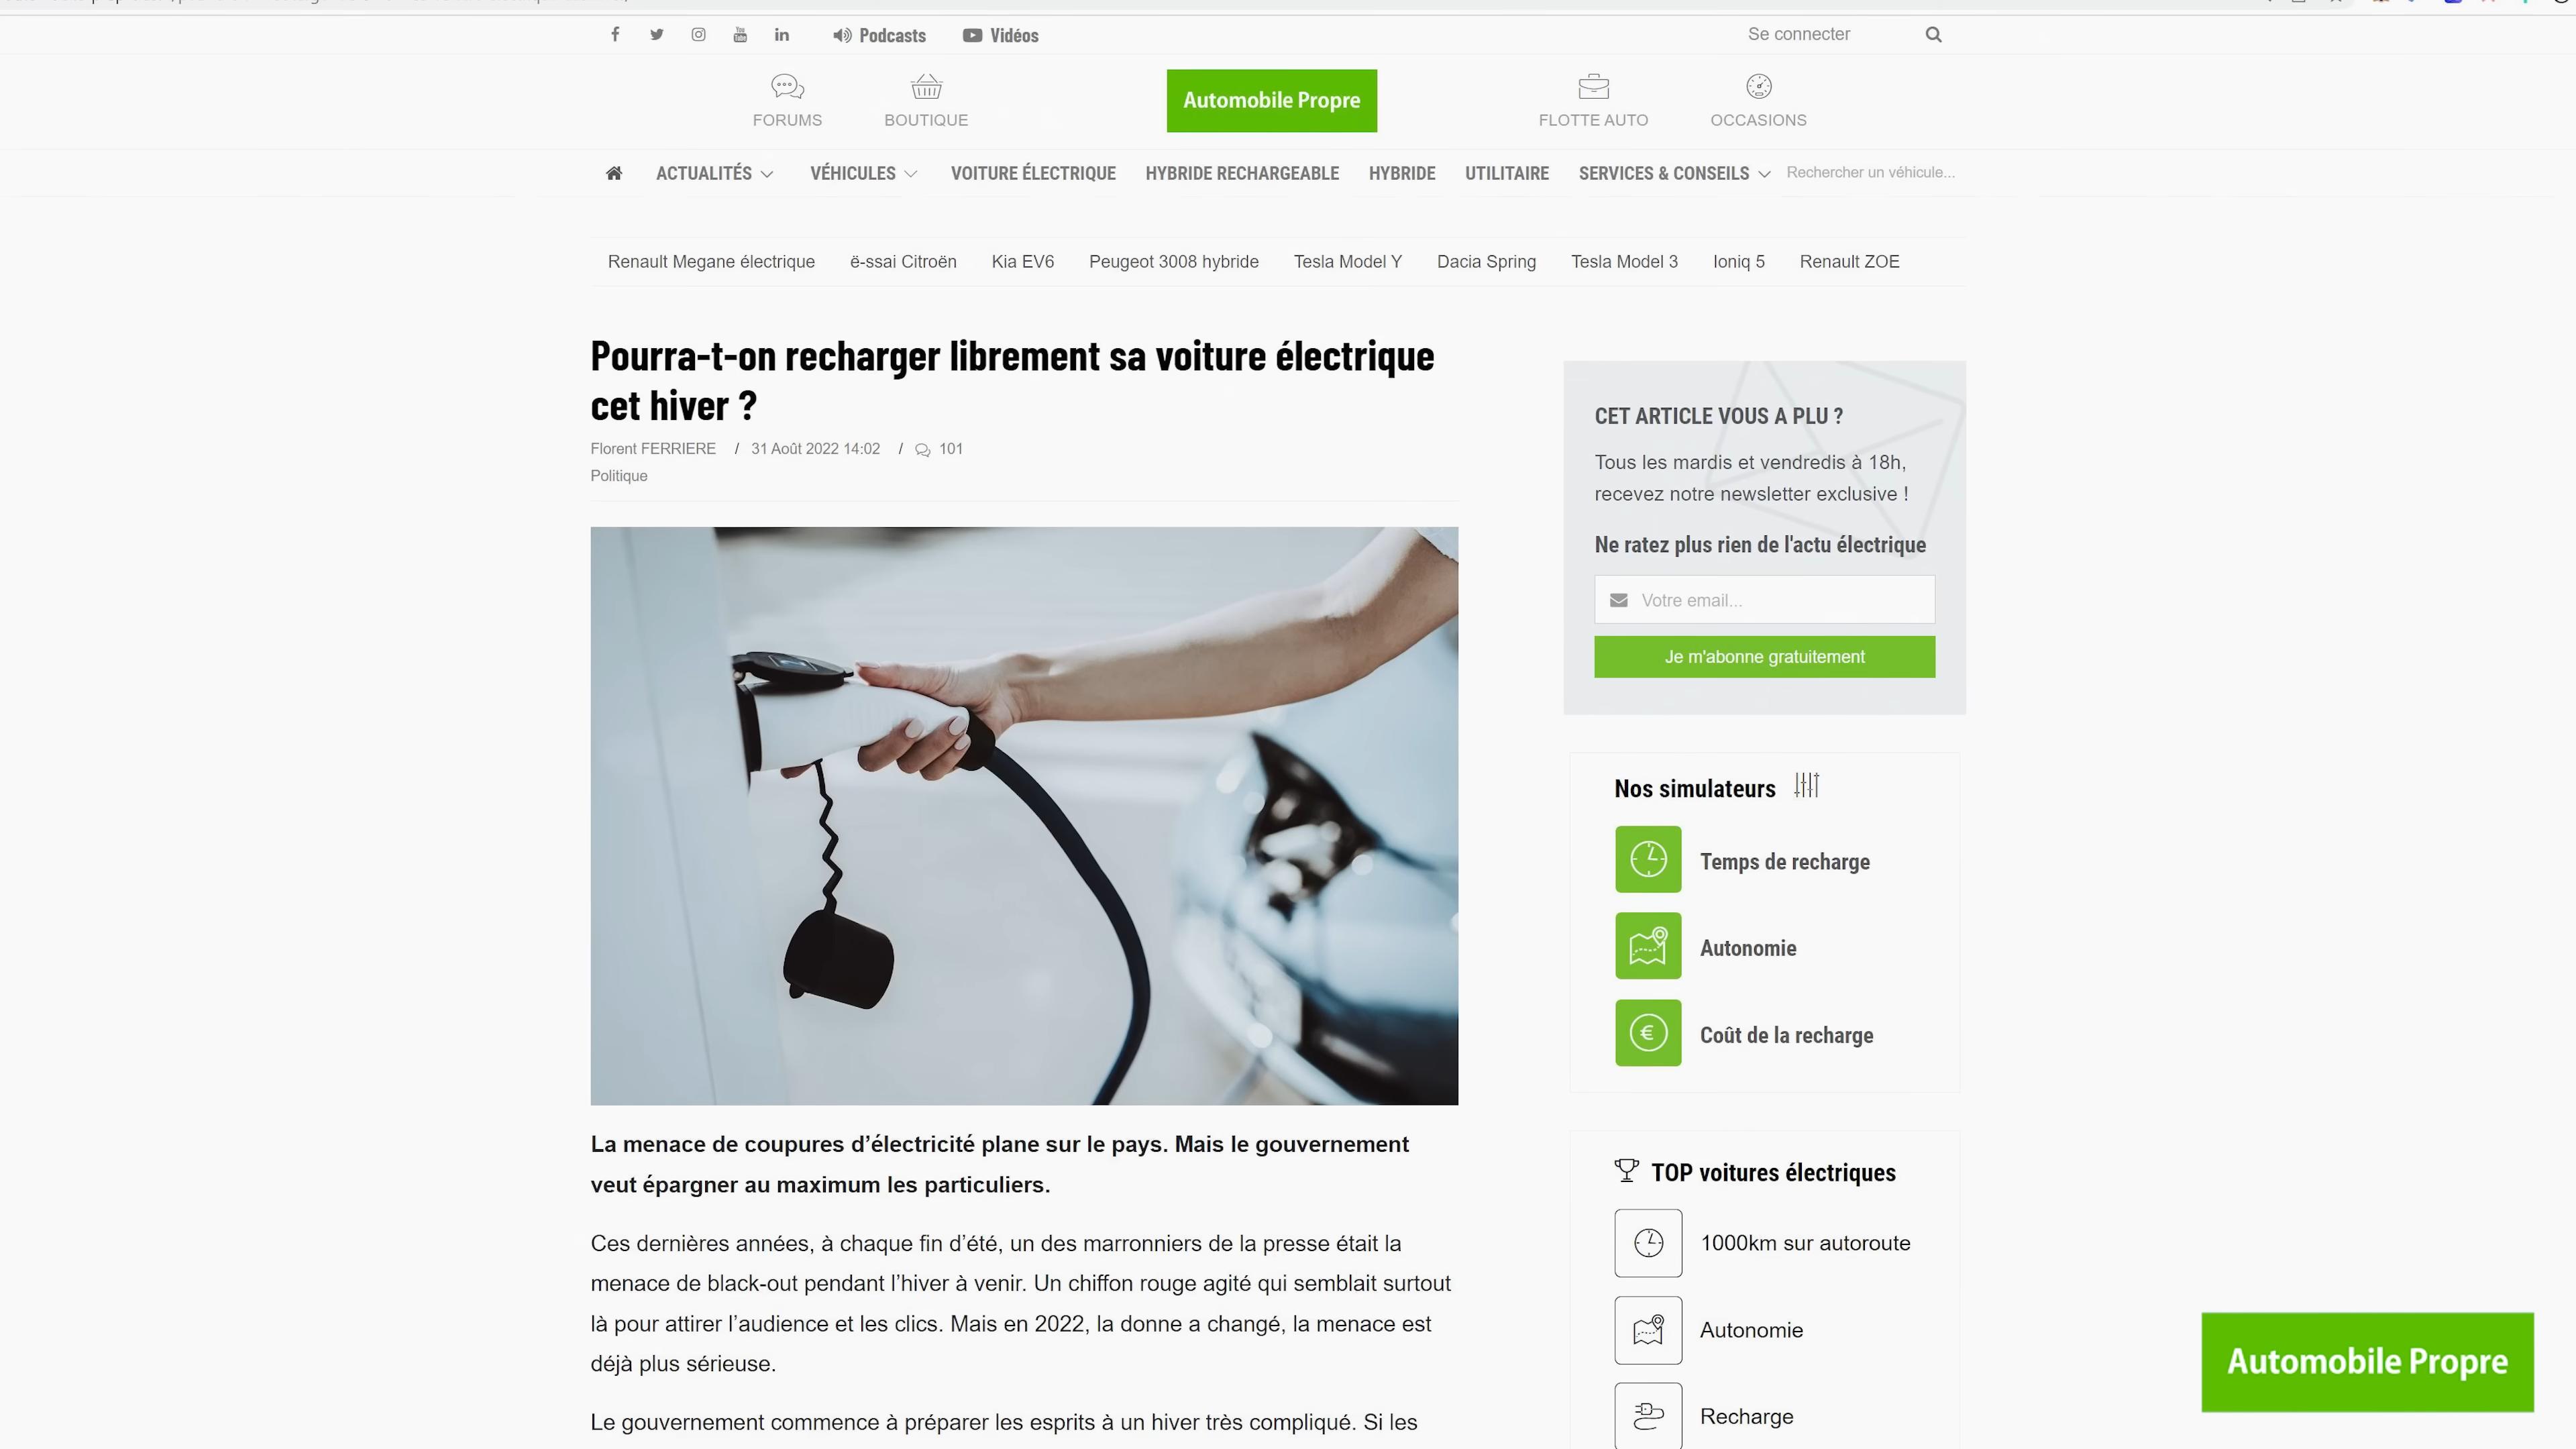 Podcasts Vidéos Se connecter
FORUMS BOUTIQUE Automobile Propre FLOTTE AUTO OCCASIONS
ACTUALITÉS VÉHICULES VOITURE ÉLECTRIQUE HYBRIDE RECHARGEABLE HYBRIDE UTILITAIRE SERVICES & CONSEILS Rechercher un véhicule...
Renault Megane électrique ë-ssai Citroën Kia EV6 Peugeot 3008 hybride Tesla Model Y Dacia Spring Tesla Model 3 Ioniq 5 Renault ZOE
Pourra-t-on recharger librement sa voiture électrique
cet hiver ?
Florent FERRIERE / 31 Août 2022 14:02 / 101
Politique
La menace de coupures d’électricité plane sur le pays. Mais le gouvernement
veut épargner au maximum les particuliers.
Ces dernières années, à chaque fin d’été, un des marronniers de la presse était la
menace de black-out pendant l’hiver à venir. Un chiffon rouge agité qui semblait surtout
là pour attirer l’audience et les clics. Mais en 2022, la donne a changé, la menace est
déjà plus sérieuse.
Le gouvernement commence à préparer les esprits à un hiver très compliqué. Si les
CET ARTICLE VOUS A PLU ?
Tous les mardis et vendredis à 18h,
recevez notre newsletter exclusive !
Ne ratez plus rien de l'actu électrique
Votre email...
Je m'abonne gratuitement
Nos simulateurs
Temps de recharge
Autonomie
Coût de la recharge
TOP voitures électriques
1000km sur autoroute
Autonomie
Recharge
Automobile Propre